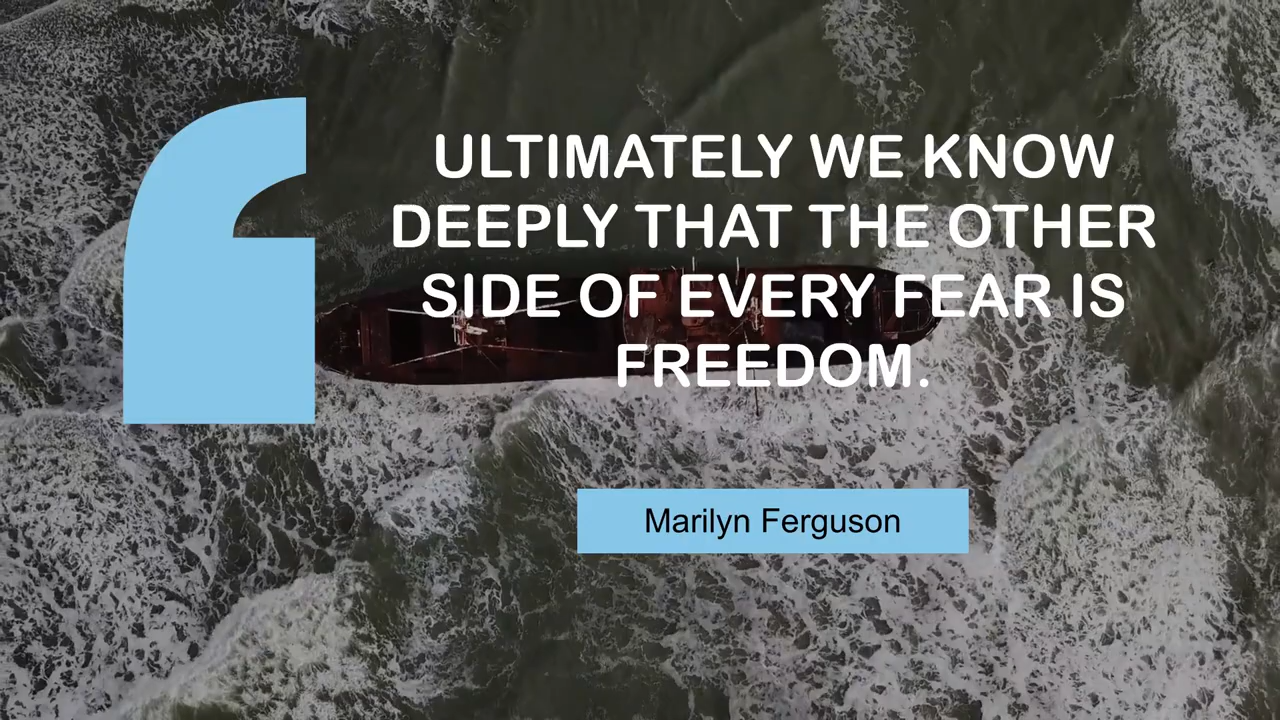 ULTIMATELY WE KNOW
DEEPLY THAT THE OTHER
SIDE OF EVERY FEAR IS
FREEDOM.
Marilyn Ferguson